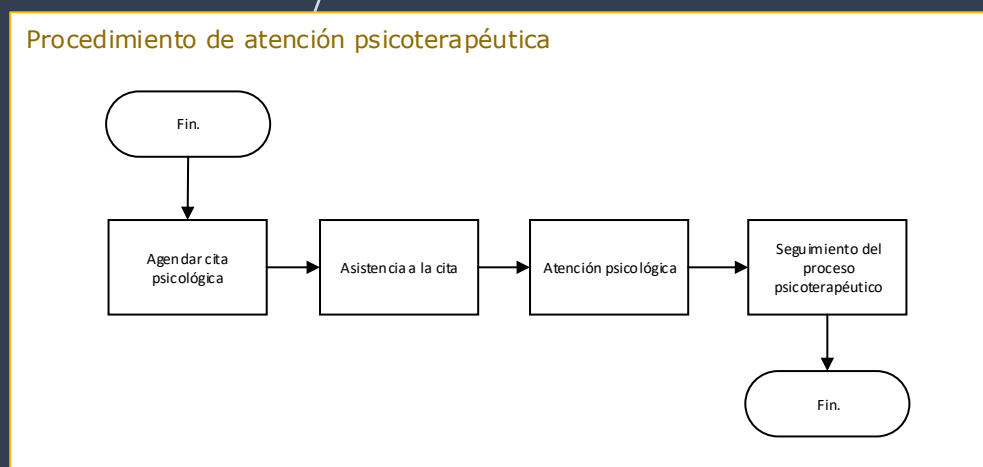 Procedimiento de atención psicoterapéutica
Fin.
Agendar cita
psicológica
Asistencia a la cita
Atención psicológica
Seguimiento del
proceso
psicoterapéutico
Fin.